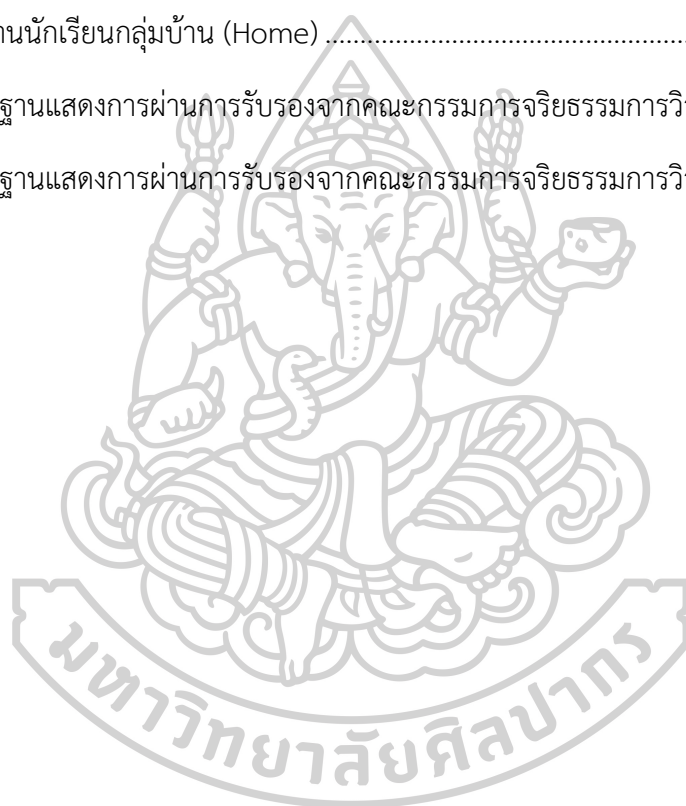 านนักเรียนกลุ่มบ้าน (Home) ..................................................
ฐานแสดงการผ่านการรับรองจากคณะกรรมการจริยธรรมการวิ
ฐานแสดงการผ่านการรับรองจากคณะกรรมการจริยธรรมการวิ
มหาวิทยาลัยศิลปากร